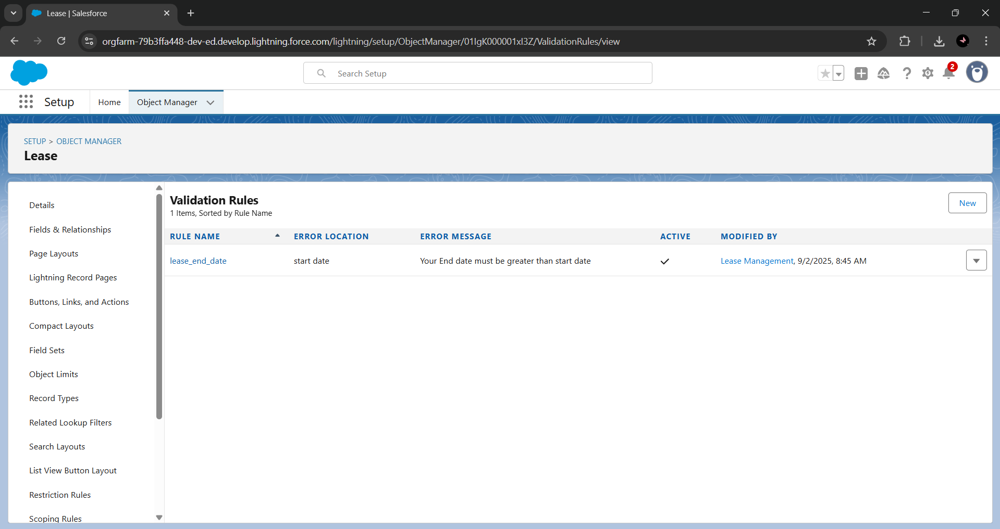 Lease | Salesforce
orgfarm-79b3ffa448-dev-ed.develop.lightning.force.com/lightning/setup/ObjectManager/01IgK000001xI3Z/ValidationRules/view
Search Setup
2
Setup
Home
Object Manager
SETUP > OBJECT MANAGER
Lease
Details
Fields & Relationships
Page Layouts
Lightning Record Pages
Buttons, Links, and Actions
Compact Layouts
Field Sets
Object Limits
Record Types
Related Lookup Filters
Search Layouts
List View Button Layout
Restriction Rules
Scoping Rules
Validation Rules
1 Items, Sorted by Rule Name
New
RULE NAME ERROR LOCATION ERROR MESSAGE ACTIVE MODIFIED BY
lease_end_date start date Your End date must be greater than start date Lease Management, 9/2/2025, 8:45 AM